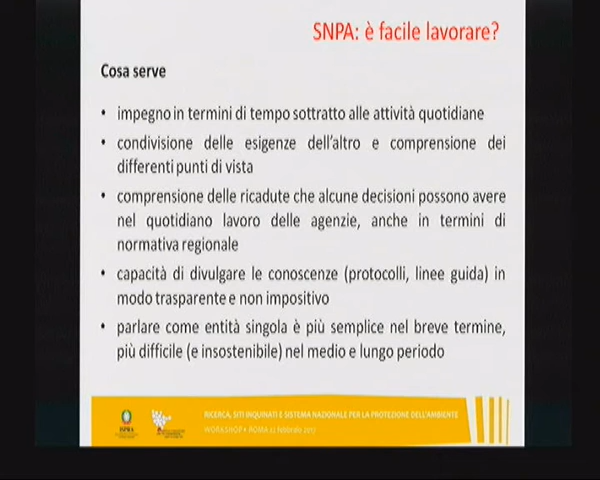 SNPA: è facile lavorare?
Cosa serve
• impegno in termini di tempo sottratto alle attività quotidiane
• condivisione delle esigenze dell'altro e comprensione dei
differenti punti di vista
• comprensione delle ricadute che alcune decisioni possono avere
nel quotidiano lavoro delle agenzie, anche in termini di
normativa regionale
• capacità di divulgare le conoscenze (protocolli, linee guida) in
modo trasparente e non impositivo
• parlare come entità singola è più semplice nel breve termine,
più difficile (e insostenibile) nel medio e lungo periodo
RICERCA, SITI INQUINATI E SISTEMA NAZIONALE PER LA PROTEZIONE DELL'AMBIENTE
WORKSHOP • ROMA 22 febbraio 2017
ISPRA